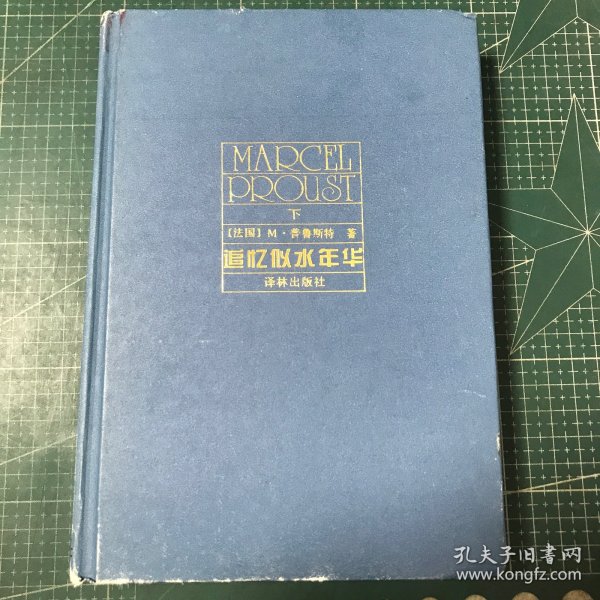 MARCEL
PROUST
下
[法国] M·普鲁斯特 著
追忆似水年华
译林出版社
孔夫子旧书网
www.kongfz.com